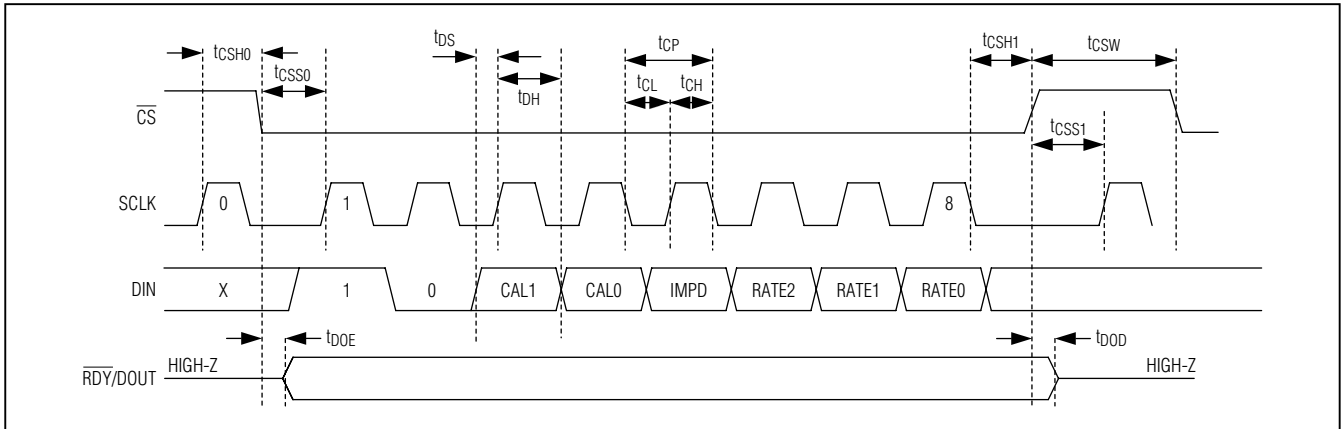 tCSH0
tDS
tCP
tCSH1
tCSW
tCSS0
tDH
tCL
tCH
CS
tCSS1
SCLK
0
1
8
DIN
X
1
0
CAL1
CAL0
IMPD
RATE2
RATE1
RATE0
tDOE
tDOD
RDY/DOUT
HIGH-Z
HIGH-Z